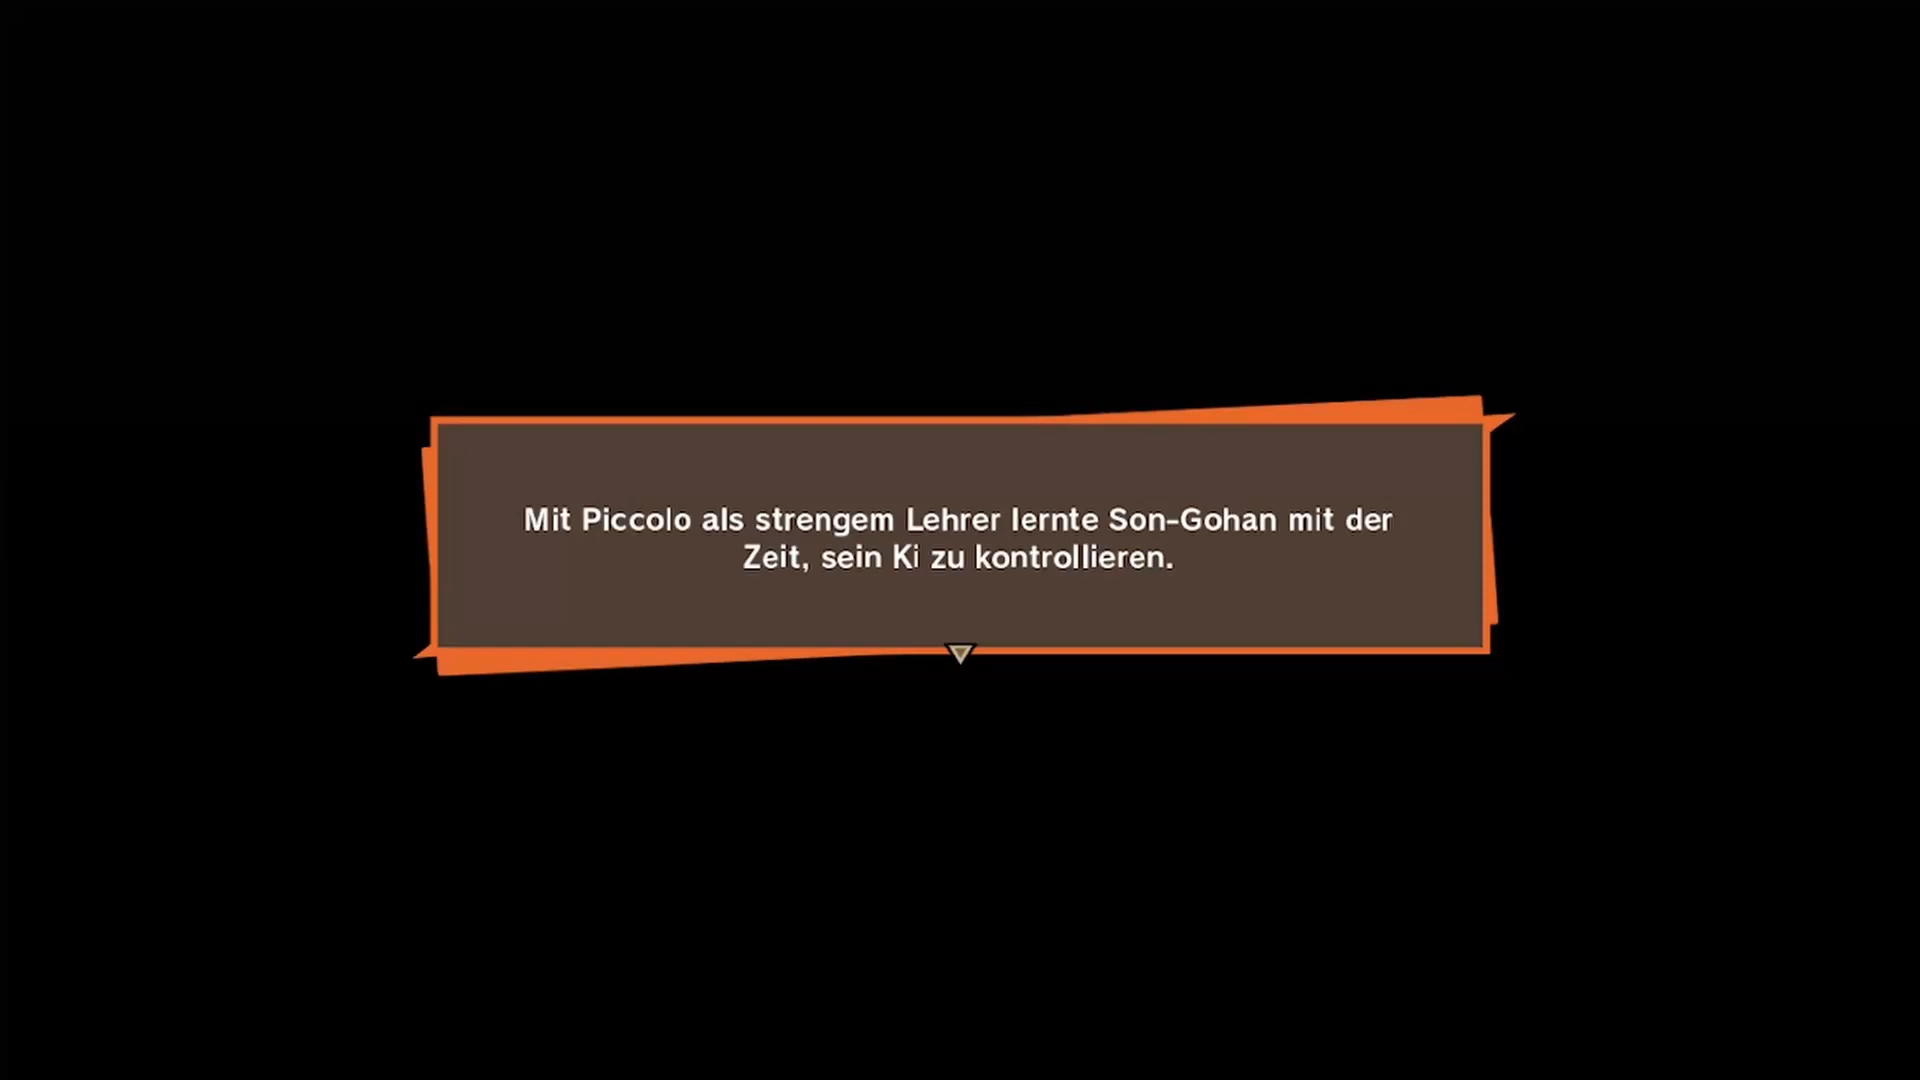 Mit Piccolo als strengem Lehrer lernte Son-Gohan mit der
Zeit, sein Ki zu kontrollieren.